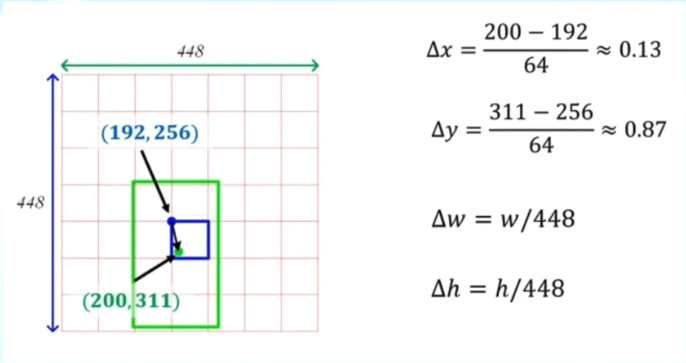 448
(192, 256)
448
(200, 311)
Δx = (200 − 192)/64 ≈ 0.13
Δy = (311 − 256)/64 ≈ 0.87
Δw = w/448
Δh = h/448